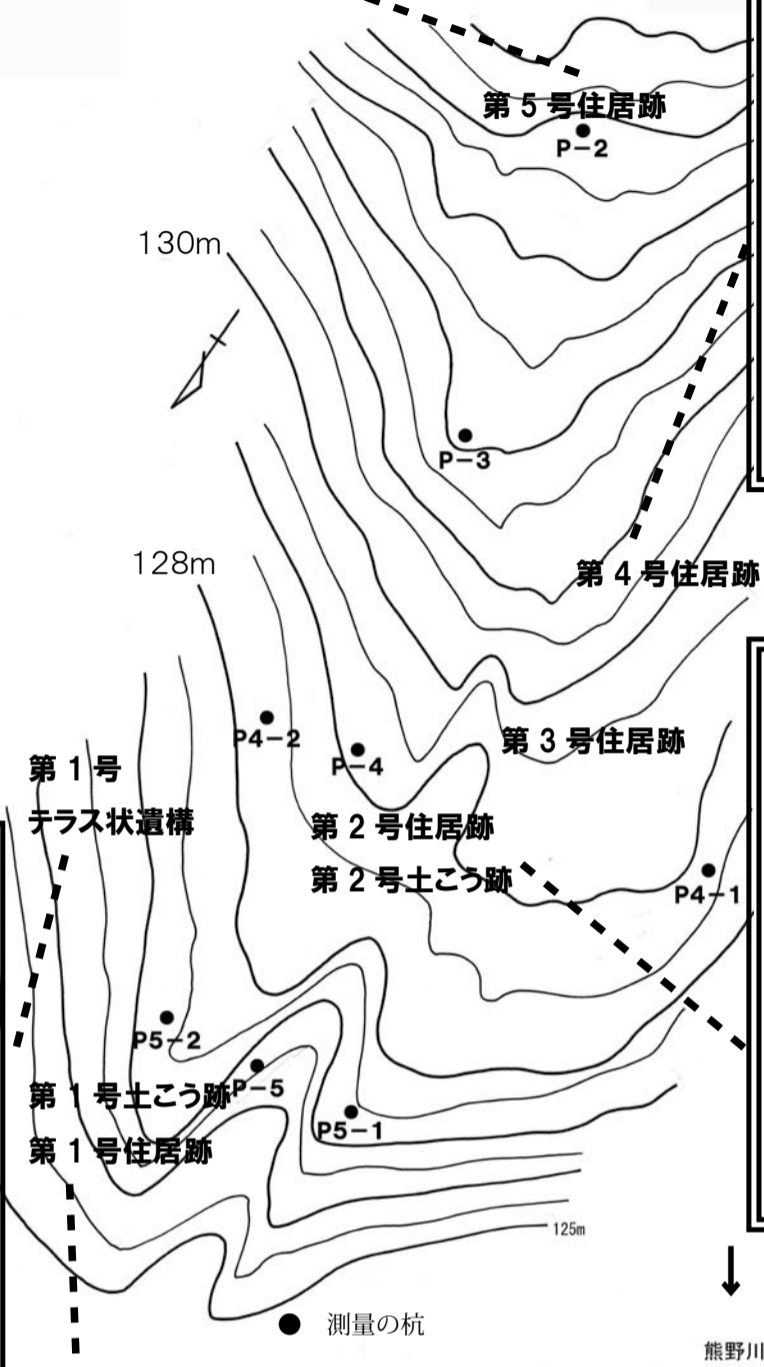 第5号住居跡
P-2
130m
P-3
第4号住居跡
128m
P4-2
P-4
第3号住居跡
第1号
テラス状遺構
第2号住居跡
第2号土こう跡
P4-1
P5-2
P-5
第1号土こう跡
P5-1
第1号住居跡
125m
● 測量の杭
↓
熊野川